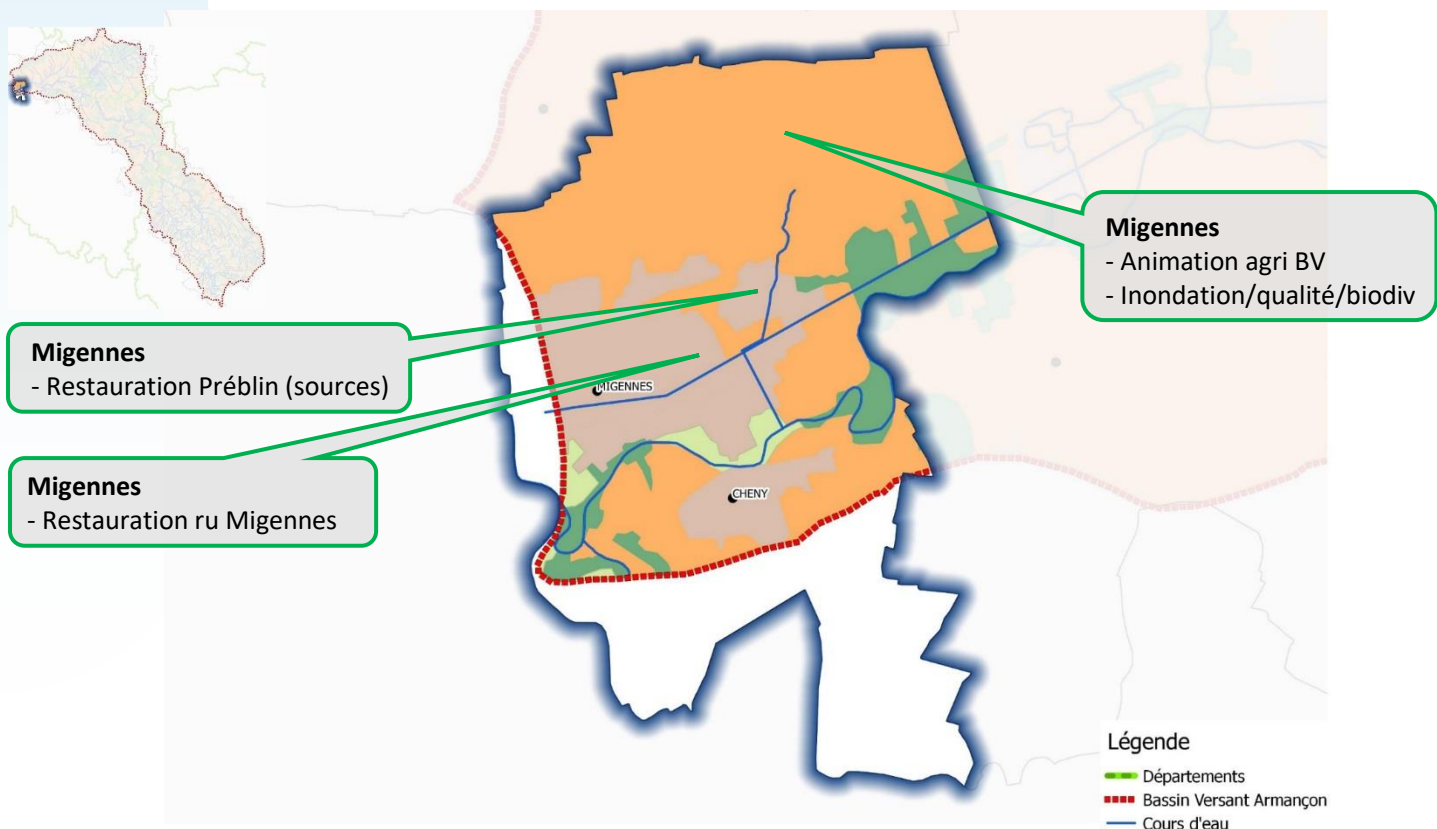 Migennes
- Animation agri BV
- Inondation/qualité/biodiv
Migennes
- Restauration Préblin (sources)
MIGENNES
Migennes
- Restauration ru Migennes
CHENY
Légende
Départements
Bassin Versant Armançon
Cours d'eau